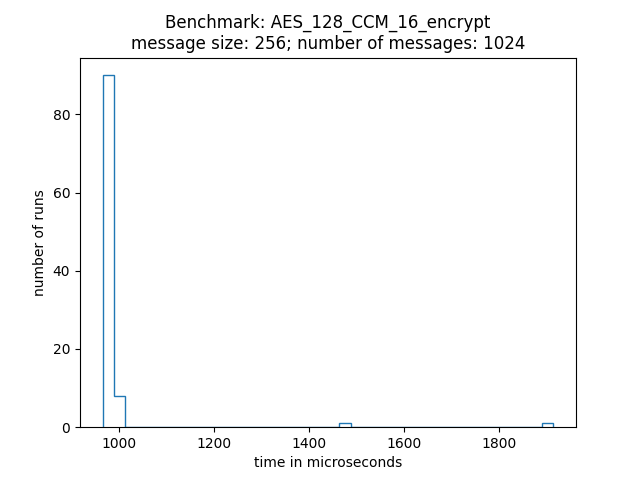 Benchmark: AES_128_CCM_16_encrypt
message size: 256; number of messages: 1024
80
60
40
20
0
number of runs
1000 1200 1400 1600 1800
time in microseconds